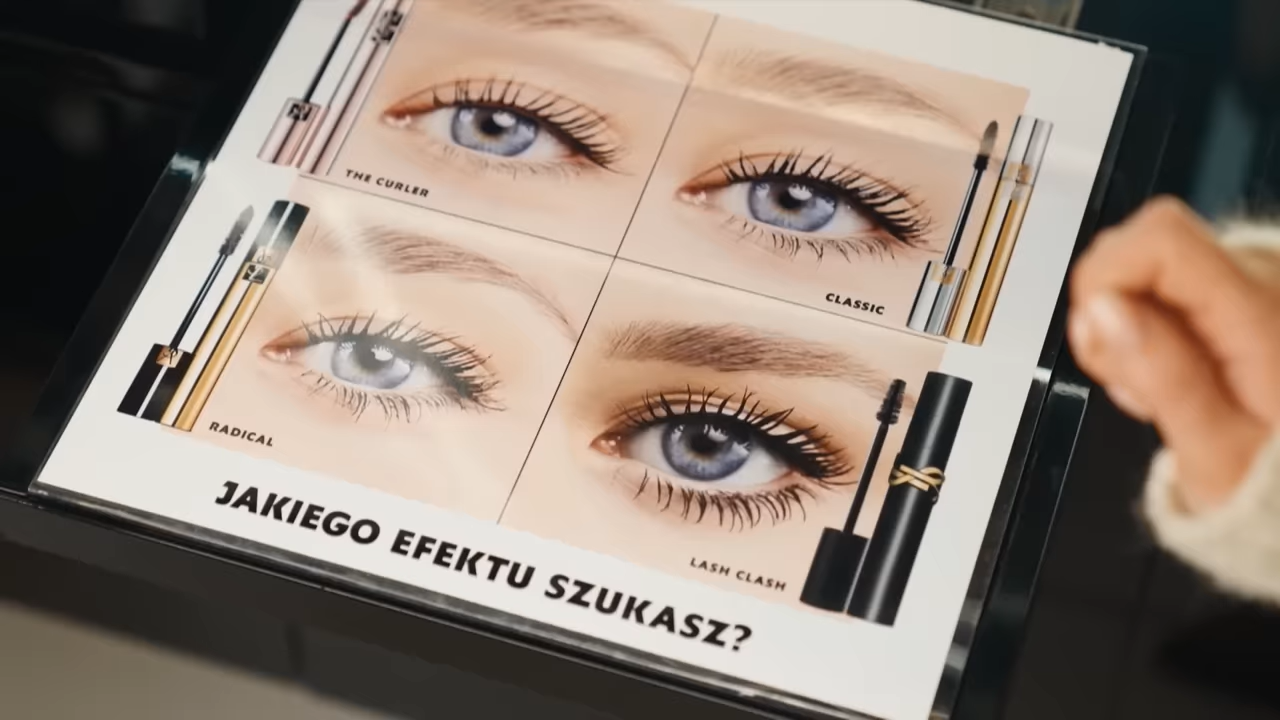 THE CURLER
CLASSIC
RADICAL
LASH CLASH
JAKIEGO EFEKTU SZUKASZ?